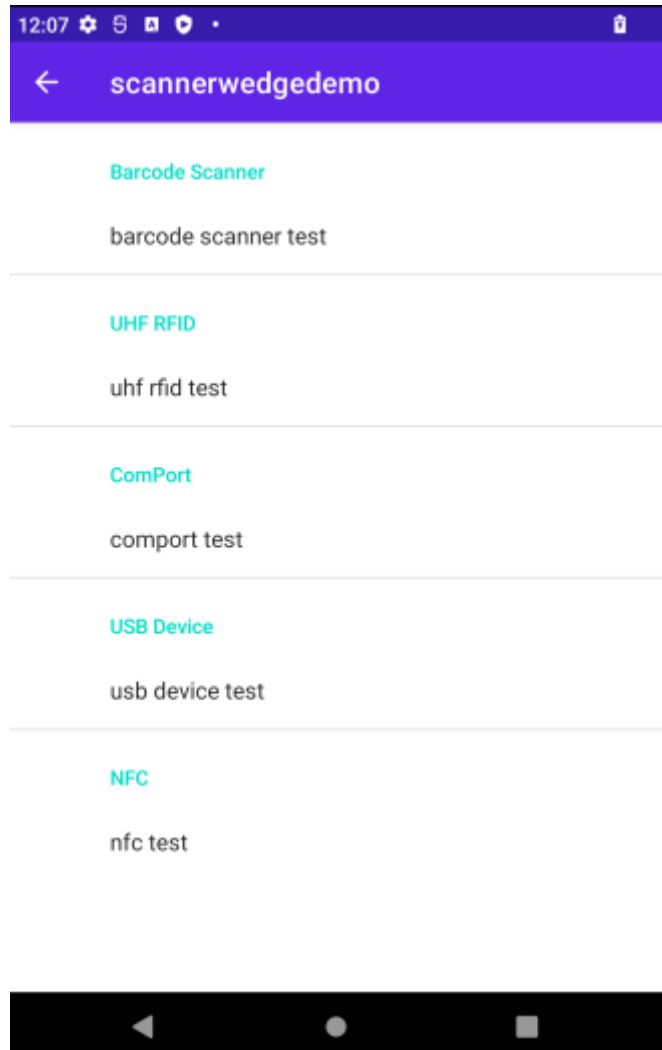 12:07
scannerwedgedemo
Barcode Scanner
barcode scanner test
UHF RFID
uhf rfid test
ComPort
comport test
USB Device
usb device test
NFC
nfc test